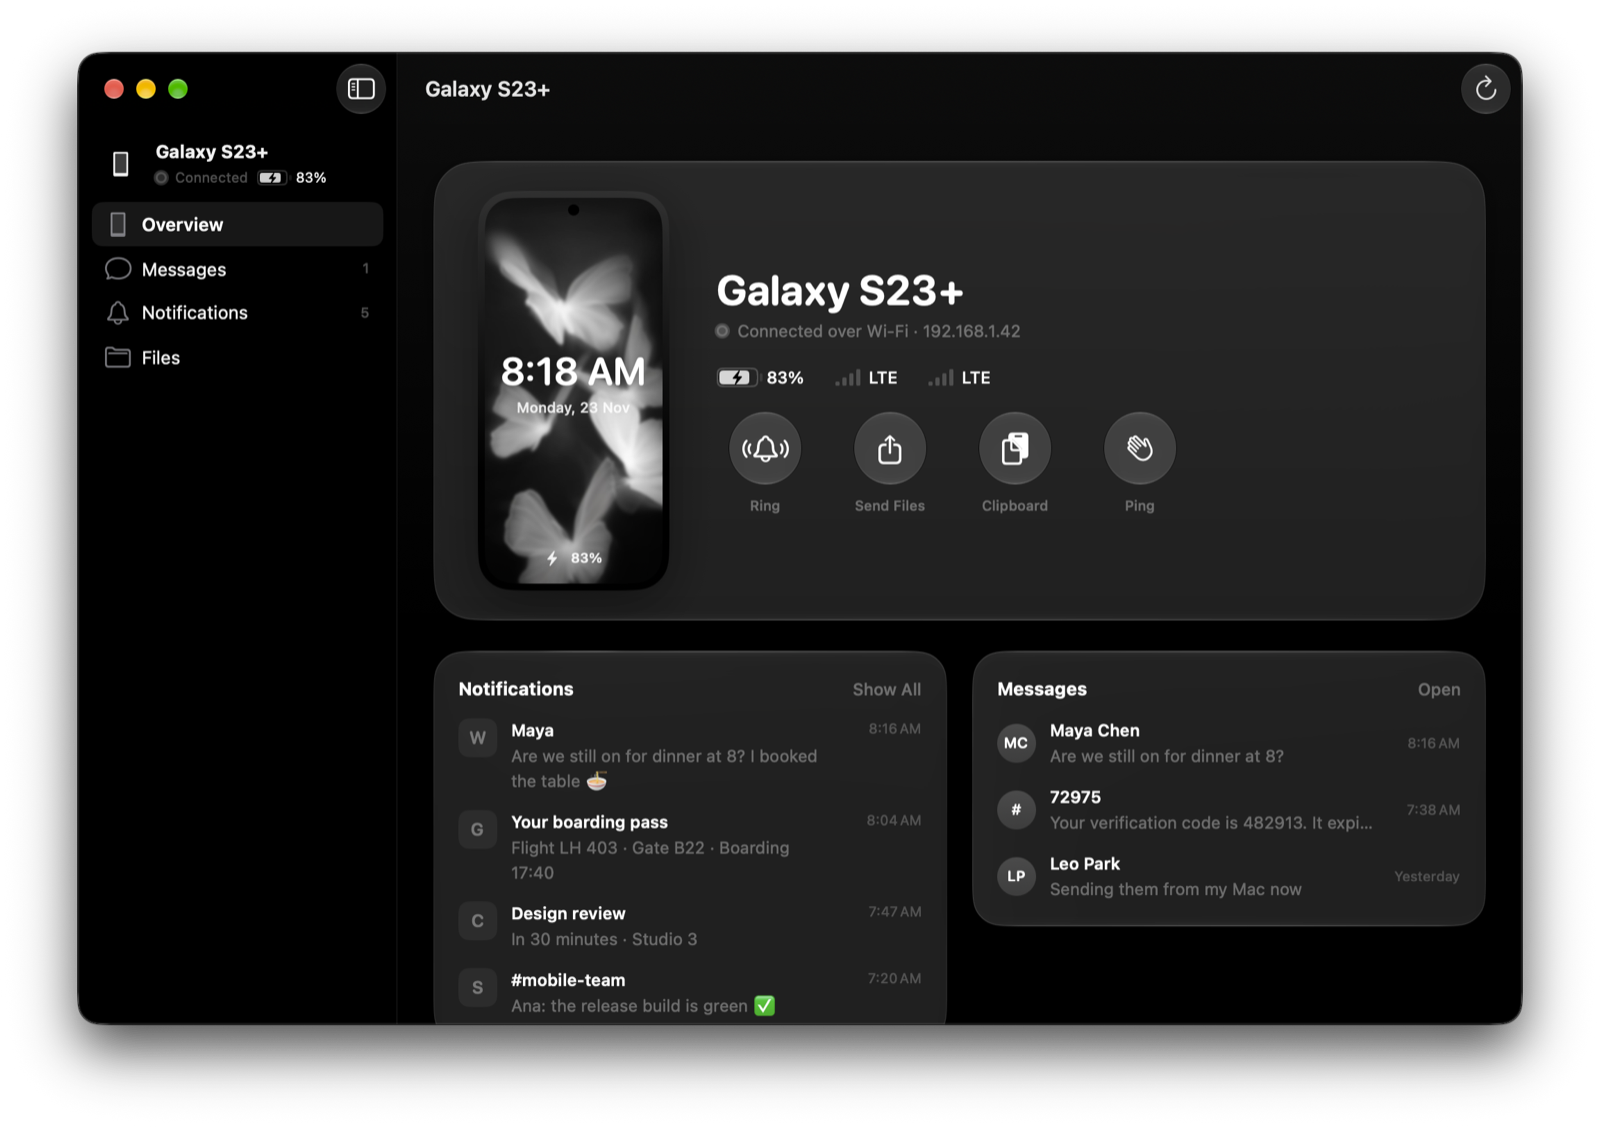 Galaxy S23+
Galaxy S23+
Connected 83%
Overview
Messages 1
Notifications 5
Files
8:18 AM
Monday, 23 Nov
83%
Galaxy S23+
Connected over Wi-Fi · 192.168.1.42
83% LTE LTE
Ring Send Files Clipboard Ping
Notifications Show All
W Maya 8:16 AM
Are we still on for dinner at 8? I booked
the table 🍜
G Your boarding pass 8:04 AM
Flight LH 403 · Gate B22 · Boarding
17:40
C Design review 7:47 AM
In 30 minutes · Studio 3
S #mobile-team 7:20 AM
Ana: the release build is green ✅
Messages Open
MC Maya Chen 8:16 AM
Are we still on for dinner at 8?
# 72975 7:38 AM
Your verification code is 482913. It expi...
LP Leo Park Yesterday
Sending them from my Mac now